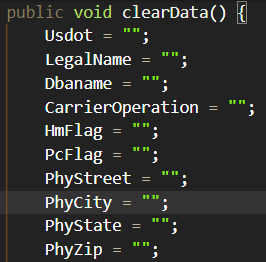 public void clearData() {
Usdot = "";
LegalName = "";
Dbaname = "";
CarrierOperation = "";
HmFlag = "";
PcFlag = "";
PhyStreet = "";
PhyCity = "";
PhyState = "";
PhyZip = "";